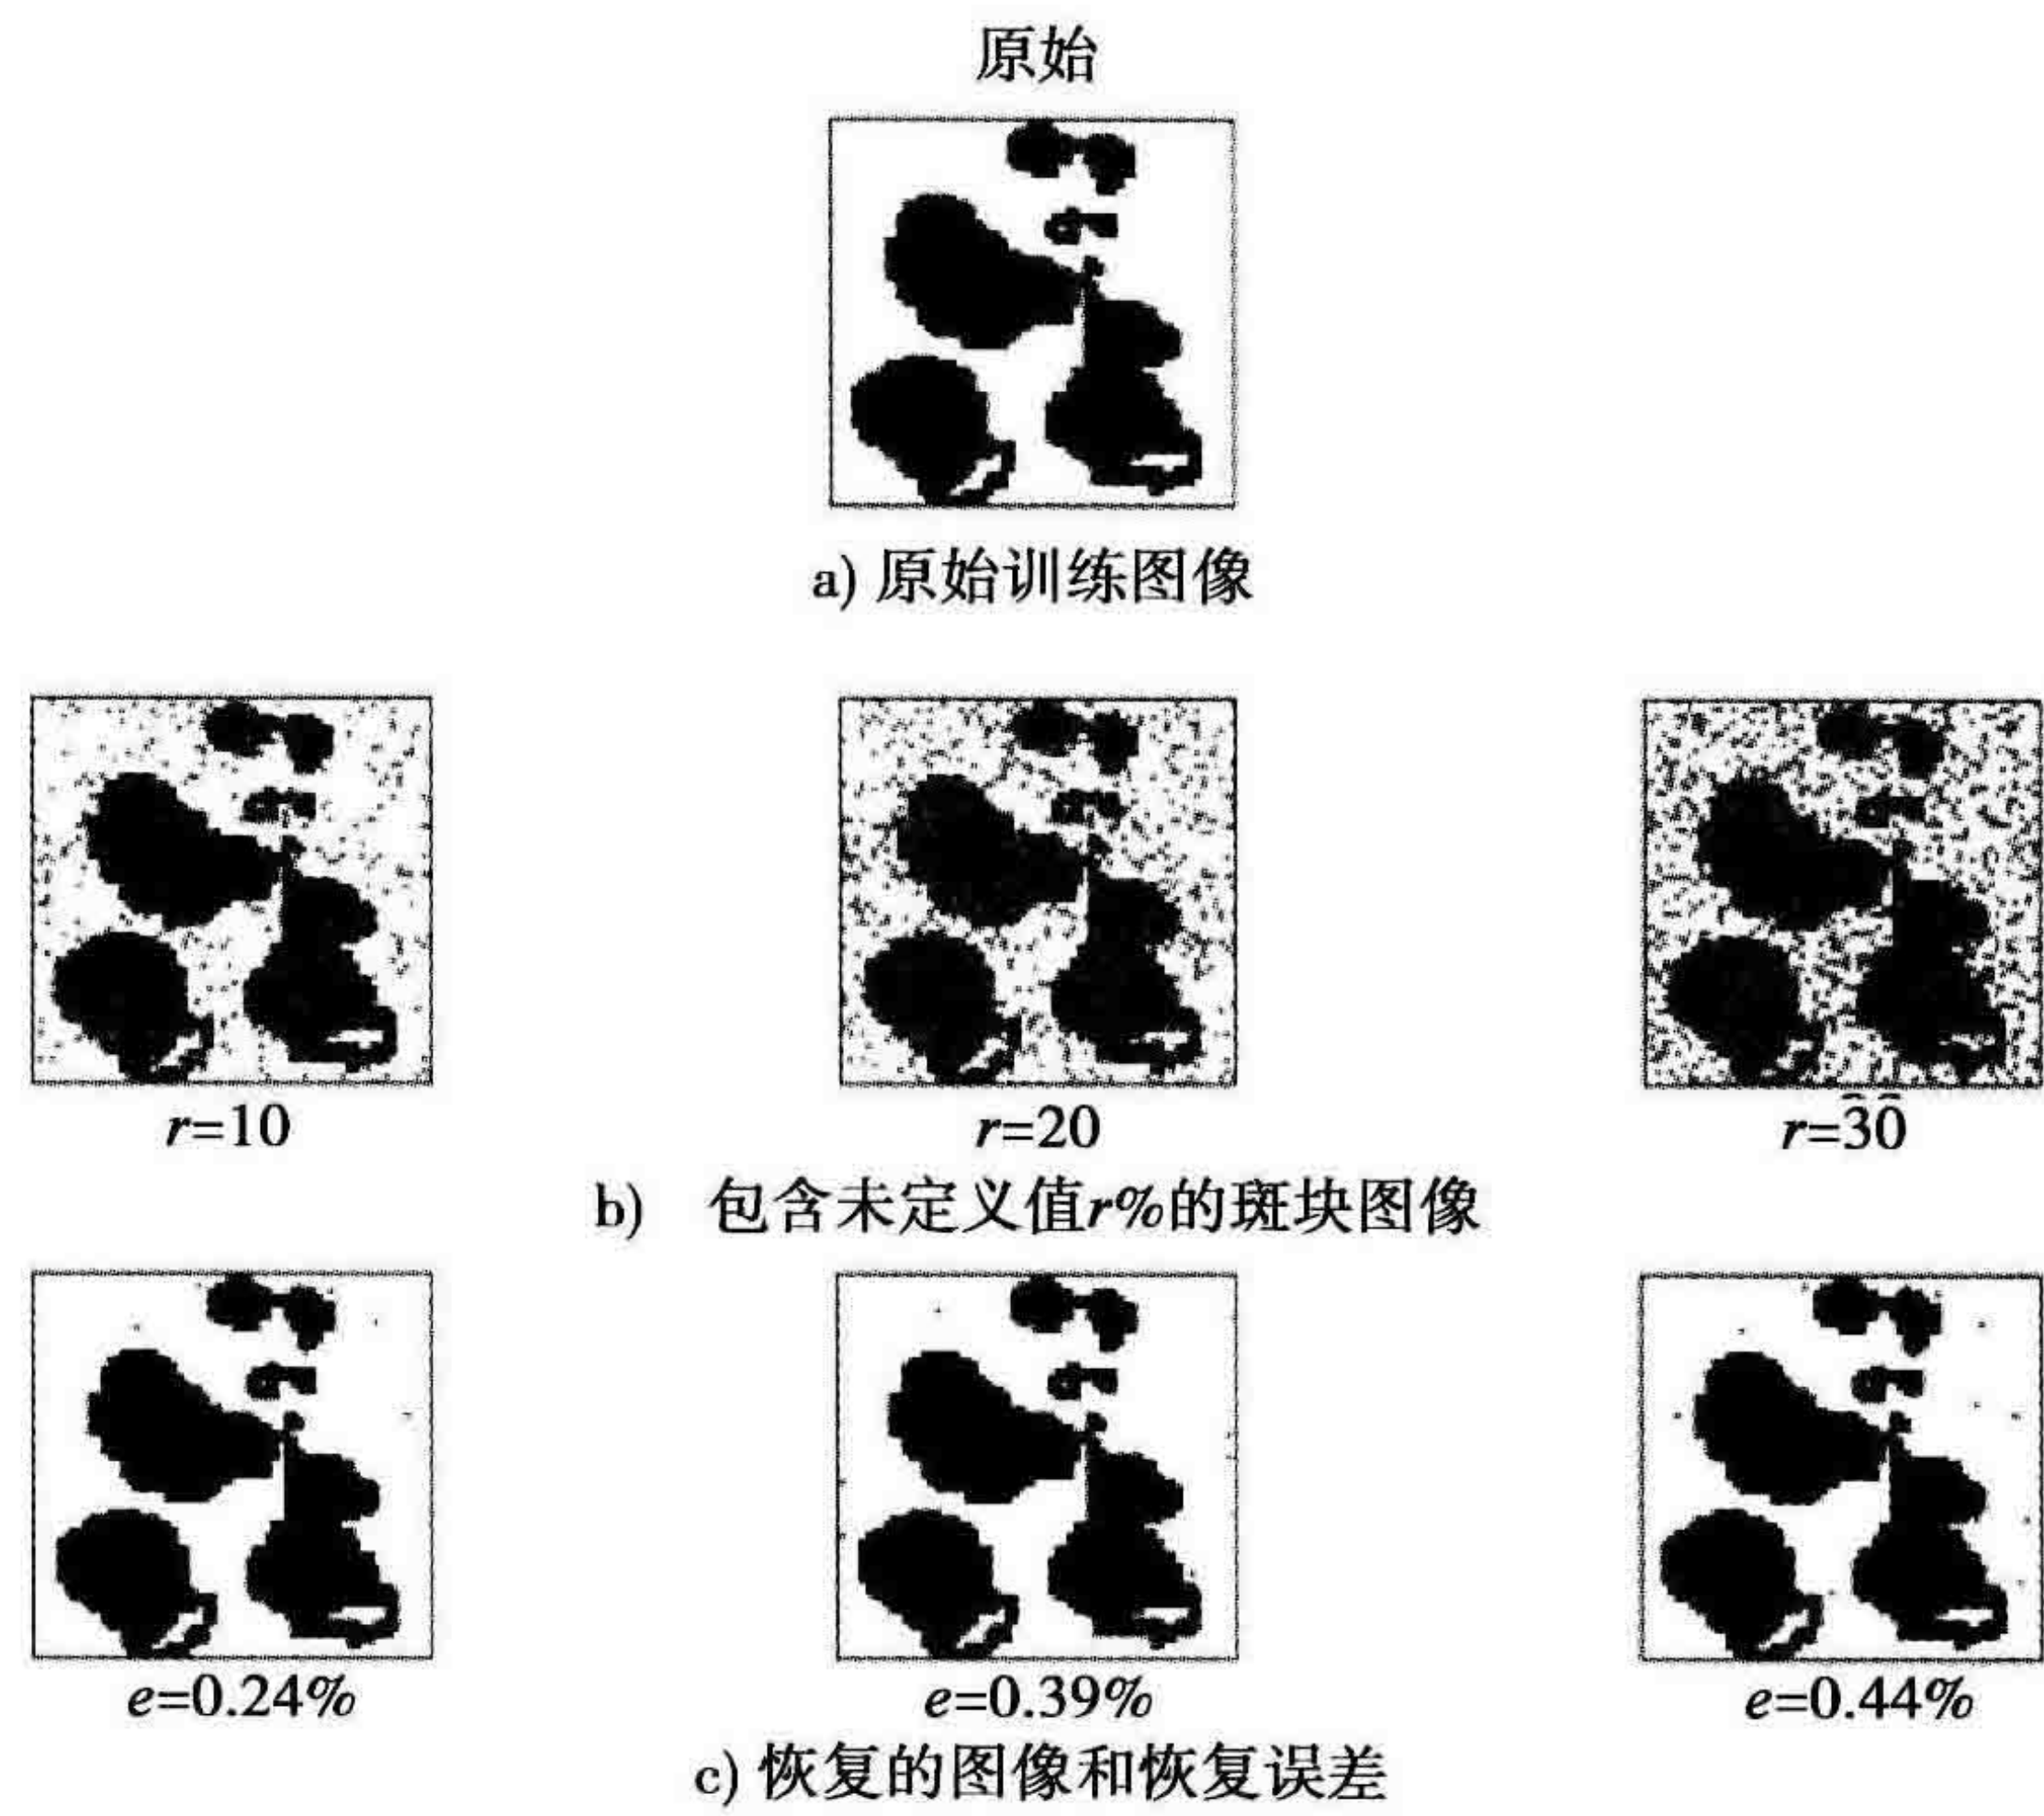 原始
a) 原始训练图像
r=10
r=20
r=30
b) 包含未定义值r%的斑块图像
e=0.24%
e=0.39%
e=0.44%
c) 恢复的图像和恢复误差